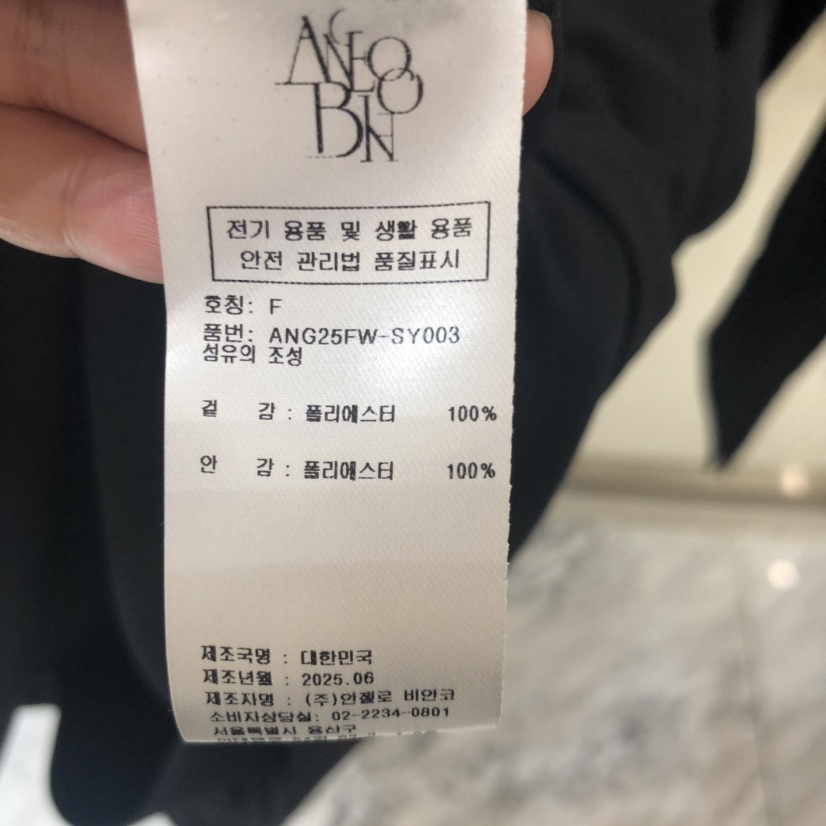 ANGELO
BIANCO
전기 용품 및 생활 용품
안전 관리법 품질표시
호칭: F
품번: ANG25FW-SY003
섬유의 조성
겉 감 : 폴리에스터 100%
안 감 : 폴리에스터 100%
제조국명 : 대한민국
제조년월 : 2025.06
제조자명 : (주)안젤로 비안코
소비자상담실: 02-2234-0801
서울특별시 용산구